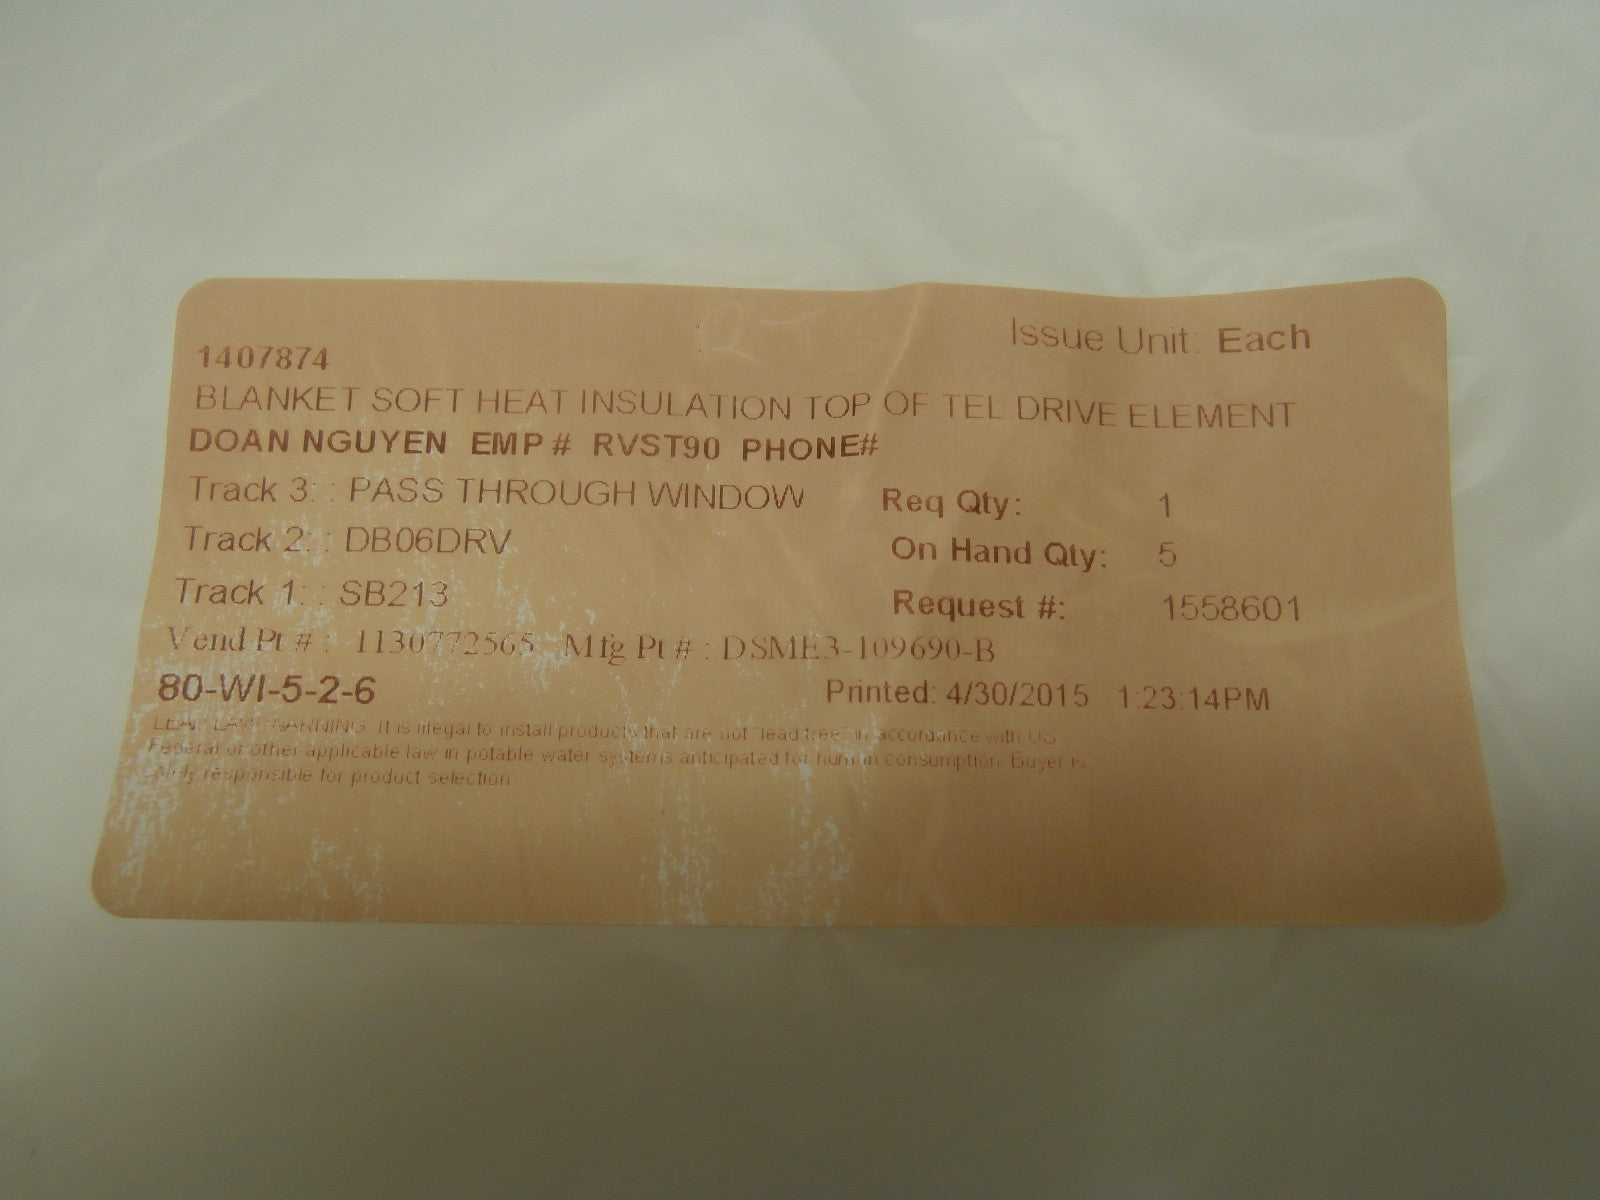 Issue Unit: Each
1407874
BLANKET SOFT HEAT INSULATION TOP OF TEL DRIVE ELEMENT
DOAN NGUYEN EMP # RVST90 PHONE#
Track 3: : PASS THROUGH WINDOW Req Qty: 1
Track 2: : DB06DRV On Hand Qty: 5
Track 1: : SB213 Request #: 1558601
Vend Pt # : 1130772565 Mfg Pt # : DSME3-109690-B
80-WI-5-2-6 Printed: 4/30/2015 1:23:14PM
LEAD LAW WARNING: It is illegal to install products that are not "lead free" in accordance with US
Federal or other applicable law in potable water systems anticipated for human consumption. Buyer is
responsible for product selection